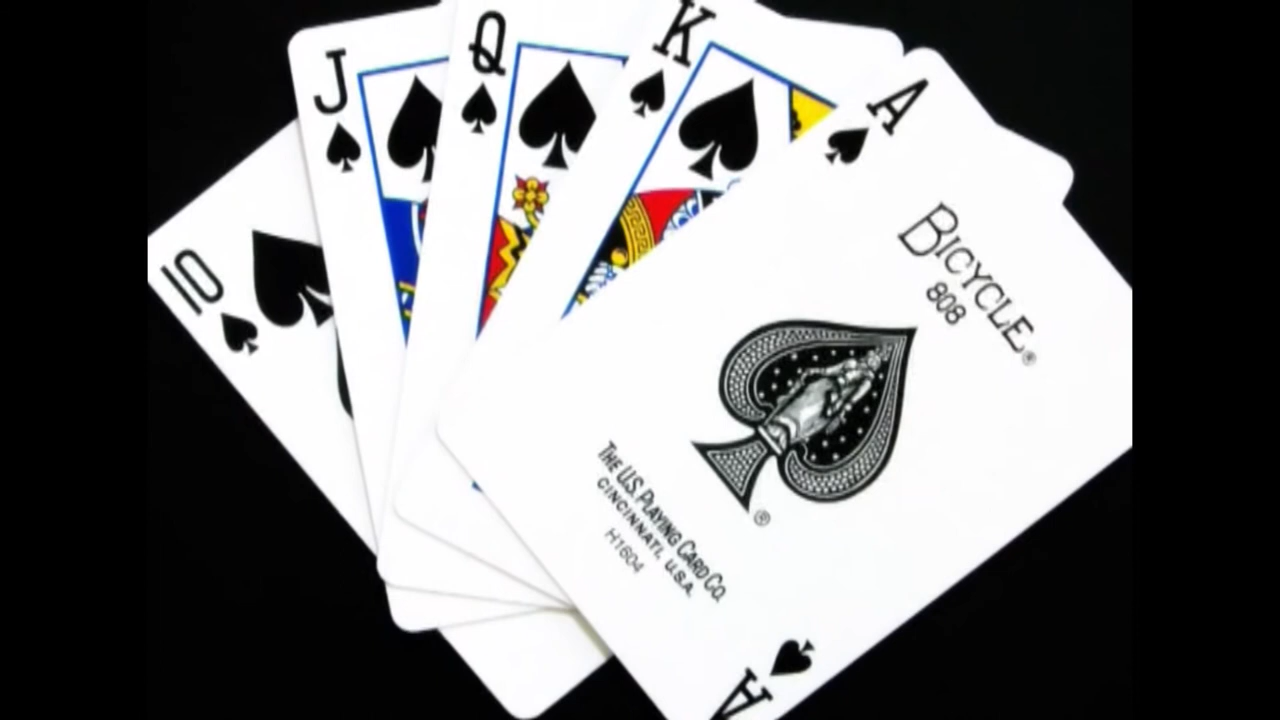 10
J
Q
K
A
BICYCLE®
808
®
THE U.S. PLAYING CARD CO.
CINCINNATI, U.S.A.
H1604
A